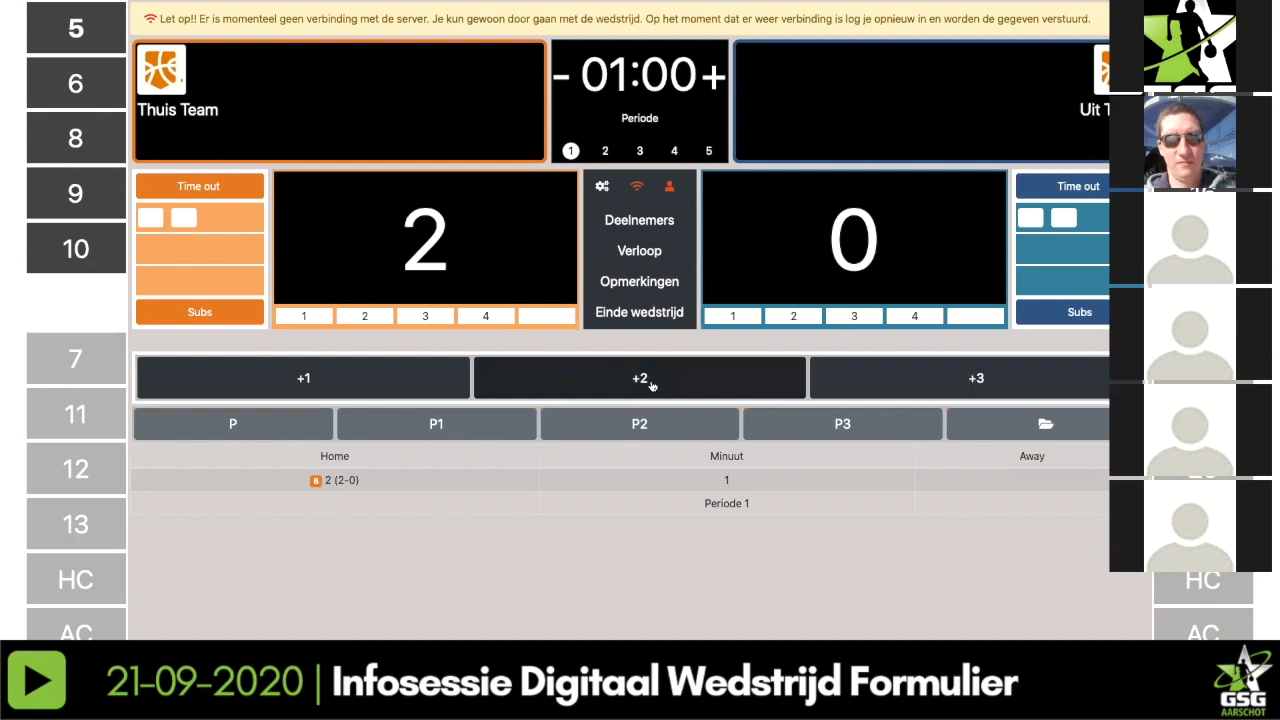 Let op!! Er is momenteel geen verbinding met de server. Je kun gewoon door gaan met de wedstrijd. Op het moment dat er weer verbinding is log je opnieuw in en worden de gegeven verstuurd.
5
6
8
9
10
7
11
12
13
HC
AC
Thuis Team
- 01:00 +
Periode
1 2 3 4 5
Uit T
Time out
2
Deelnemers
Verloop
Opmerkingen
Einde wedstrijd
0
Time out
Subs
1 2 3 4
1 2 3 4
Subs
+1 +2 +3
P P1 P2 P3
Home Minuut Away
B 2 (2-0) 1
Periode 1
HC
AC
21-09-2020 | Infosessie Digitaal Wedstrijd Formulier
GSG
AARSCHOT